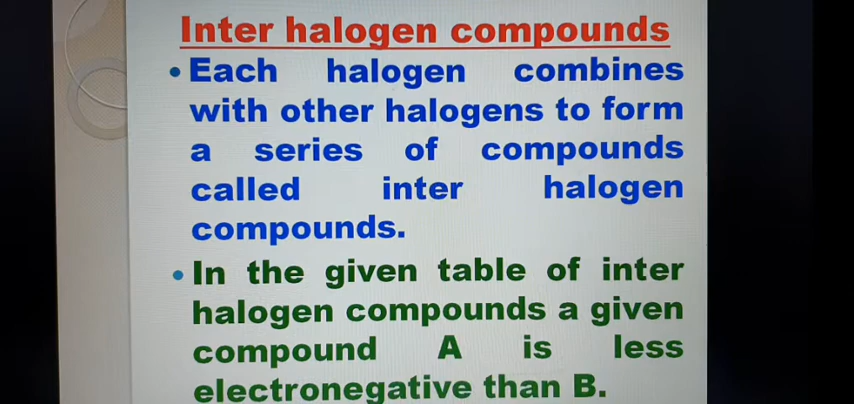 Inter halogen compounds
• Each halogen combines
with other halogens to form
a series of compounds
called inter halogen
compounds.
• In the given table of inter
halogen compounds a given
compound A is less
electronegative than B.